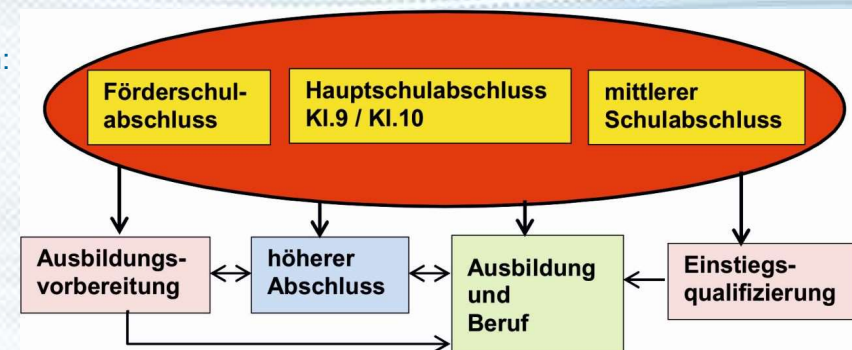 :
Förderschul-
abschluss
Hauptschulabschluss
Kl.9 / Kl.10
mittlerer
Schulabschluss
Ausbildungs-
vorbereitung
höherer
Abschluss
Ausbildung
und
Beruf
Einstiegs-
qualifizierung